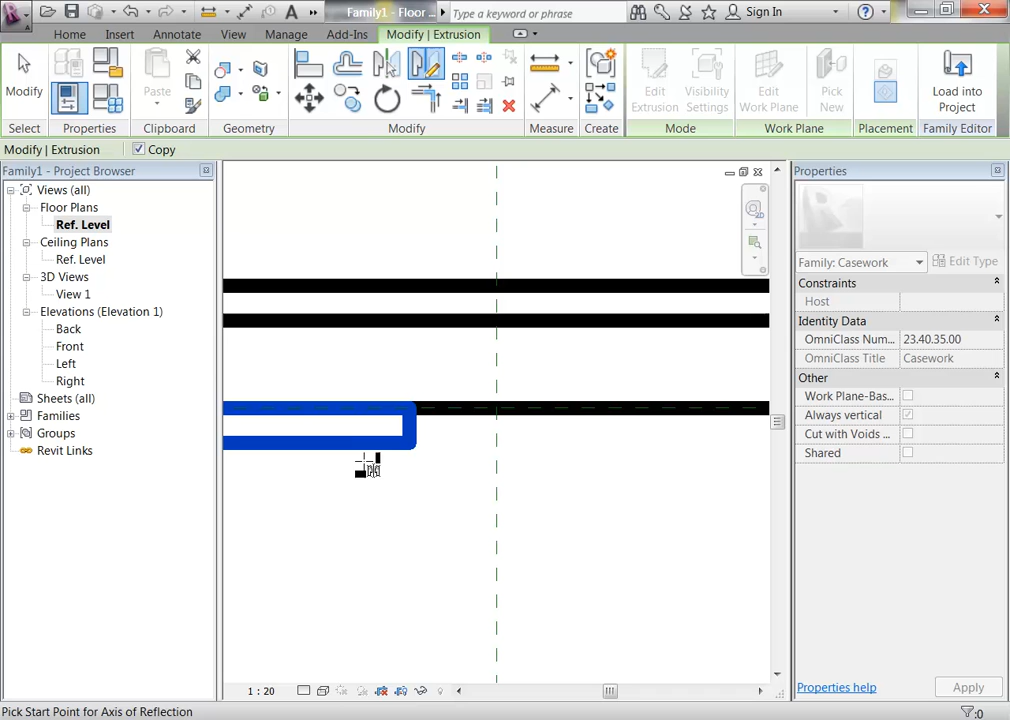 Family1 - Floor ...
Type a keyword or phrase
Sign In
Home
Insert
Annotate
View
Manage
Add-Ins
Modify | Extrusion
Modify
Paste
Edit
Extrusion
Visibility
Settings
Edit
Work Plane
Pick
New
Load into
Project
Select
Properties
Clipboard
Geometry
Modify
Measure
Create
Mode
Work Plane
Placement
Family Editor
Modify | Extrusion
Copy
Family1 - Project Browser
Views (all)
Floor Plans
Ref. Level
Ceiling Plans
Ref. Level
3D Views
View 1
Elevations (Elevation 1)
Back
Front
Left
Right
Sheets (all)
Families
Groups
Revit Links
2D
Properties
Family: Casework
Edit Type
Constraints
Host
Identity Data
OmniClass Num... 23.40.35.00
OmniClass Title Casework
Other
Work Plane-Bas...
Always vertical
Cut with Voids ...
Shared
Properties help
Apply
1 : 20
Pick Start Point for Axis of Reflection
:0